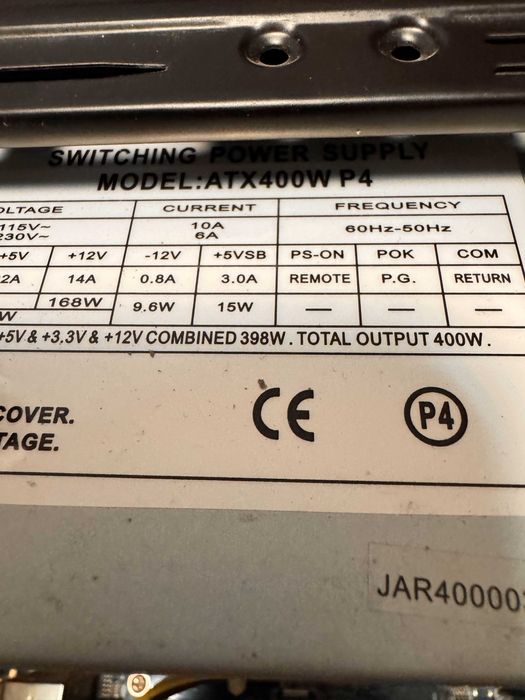 SWITCHING POWER SUPPLY
MODEL:ATX400W P4
VOLTAGE CURRENT FREQUENCY
115V~ 10A 60Hz-50Hz
230V~ 6A
+5V +12V -12V +5VSB PS-ON POK COM
2A 14A 0.8A 3.0A REMOTE P.G. RETURN
168W 9.6W 15W — — —
W
+5V & +3.3V & +12V COMBINED 398W. TOTAL OUTPUT 400W.
COVER.
TAGE.
CE
P4
JAR40000